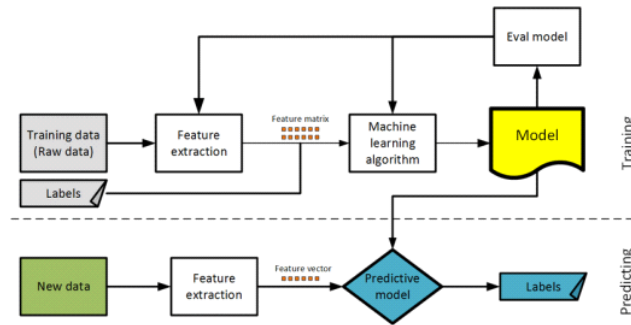 Eval model
Training data
(Raw data)
Feature
extraction
Feature matrix
Machine
learning
algorithm
Model
Training
Labels
New data
Feature
extraction
Feature vector
Predictive
model
Labels
Predicting